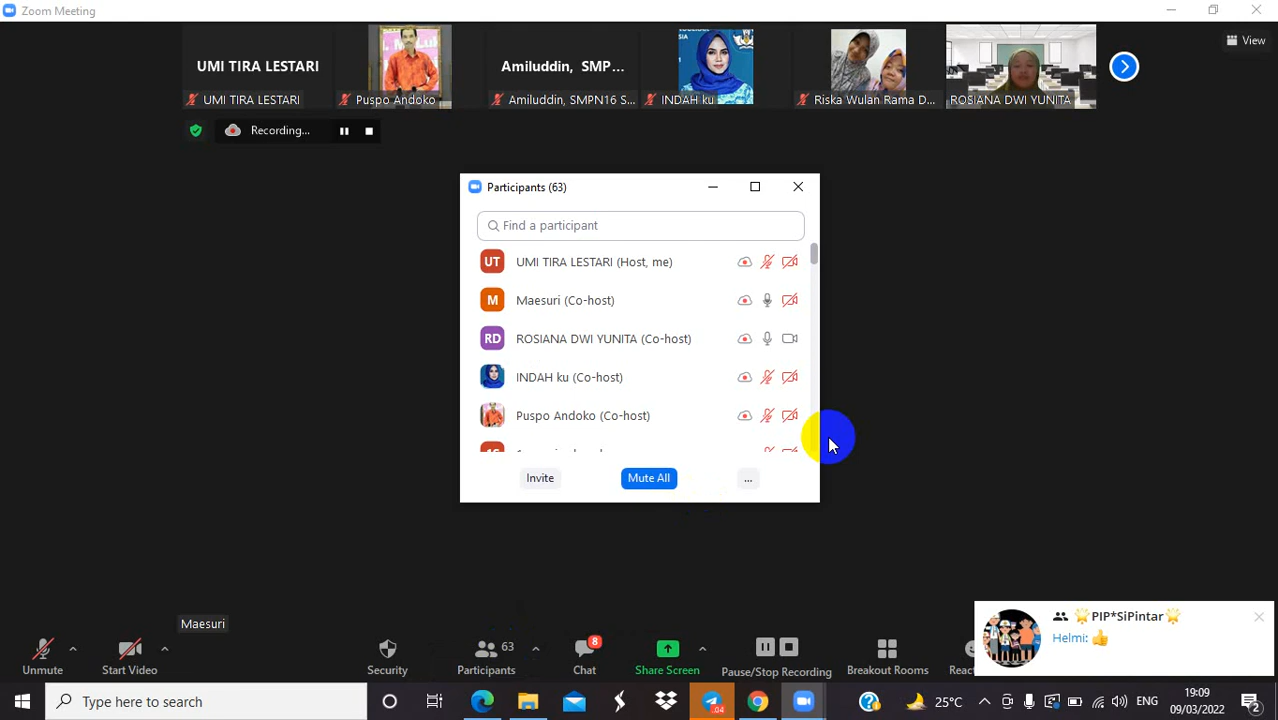 Zoom Meeting
UMI TIRA LESTARI
Amiluddin, SMP...
UMI TIRA LESTARI
Puspo Andoko
Amiluddin, SMPN16 S...
INDAH ku
Riska Wulan Rama D...
ROSIANA DWI YUNITA
View
Recording...
Participants (63)
Find a participant
UT UMI TIRA LESTARI (Host, me)
M Maesuri (Co-host)
RD ROSIANA DWI YUNITA (Co-host)
INDAH ku (Co-host)
Puspo Andoko (Co-host)
Invite
Mute All
...
Maesuri
🌟PIP*SiPintar🌟
Helmi: 👍
63
8
Unmute
Start Video
Security
Participants
Chat
Share Screen
Pause/Stop Recording
Breakout Rooms
Type here to search
25°C
ENG
19:09
09/03/2022
2